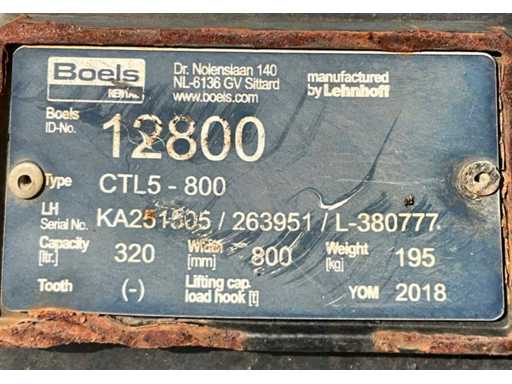 Boels
RENTAL
Dr. Nolenslaan 140
NL-6136 GV Sittard
www.boels.com
manufactured
by Lehnhoff
Boels
ID-No. 12800
Type CTL5 - 800
LH
Serial No. KA251505 / 263951 / L-380777
Capacity
[ltr.] 320 Width
[mm] 800 Weight
[kg] 195
Tooth (-) Lifting cap.
load hook [t] YOM 2018